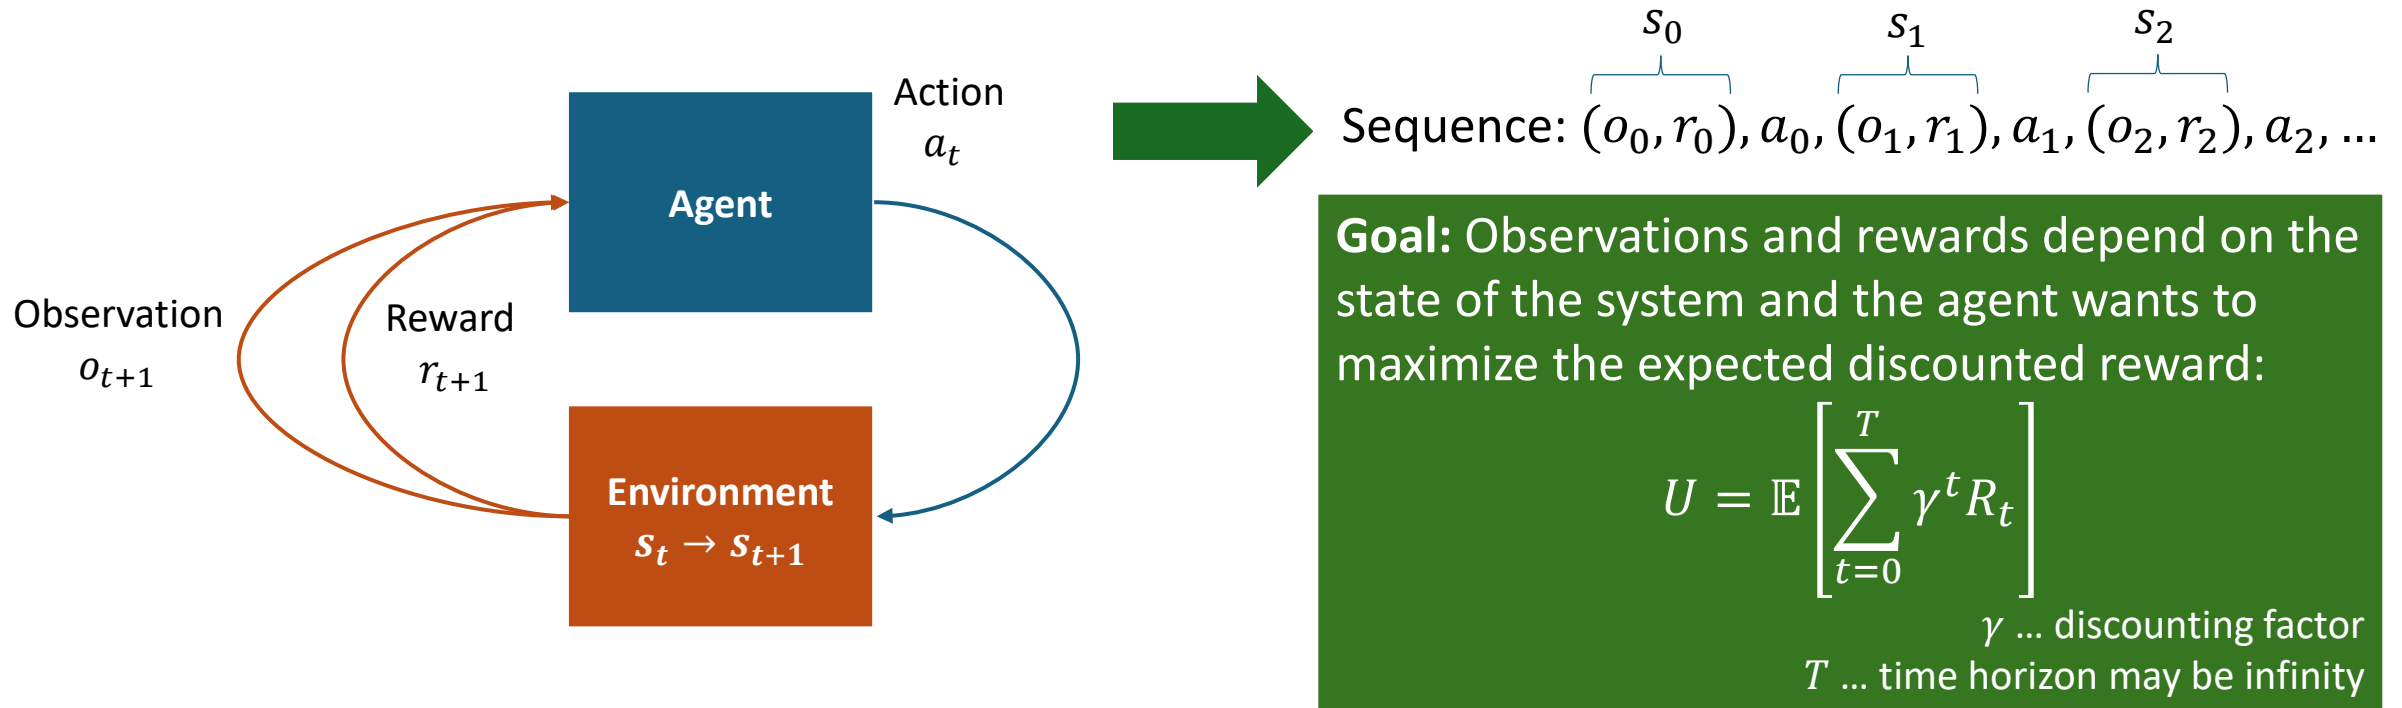 Action
a_t
Agent
Observation
o_{t+1}
Reward
r_{t+1}
Environment
s_t → s_{t+1}
s_0 s_1 s_2
Sequence: (o_0, r_0), a_0, (o_1, r_1), a_1, (o_2, r_2), a_2, …
Goal: Observations and rewards depend on the
state of the system and the agent wants to
maximize the expected discounted reward:
U = 𝔼[∑_{t=0}^{T} γ^t R_t]
γ … discounting factor
T … time horizon may be infinity